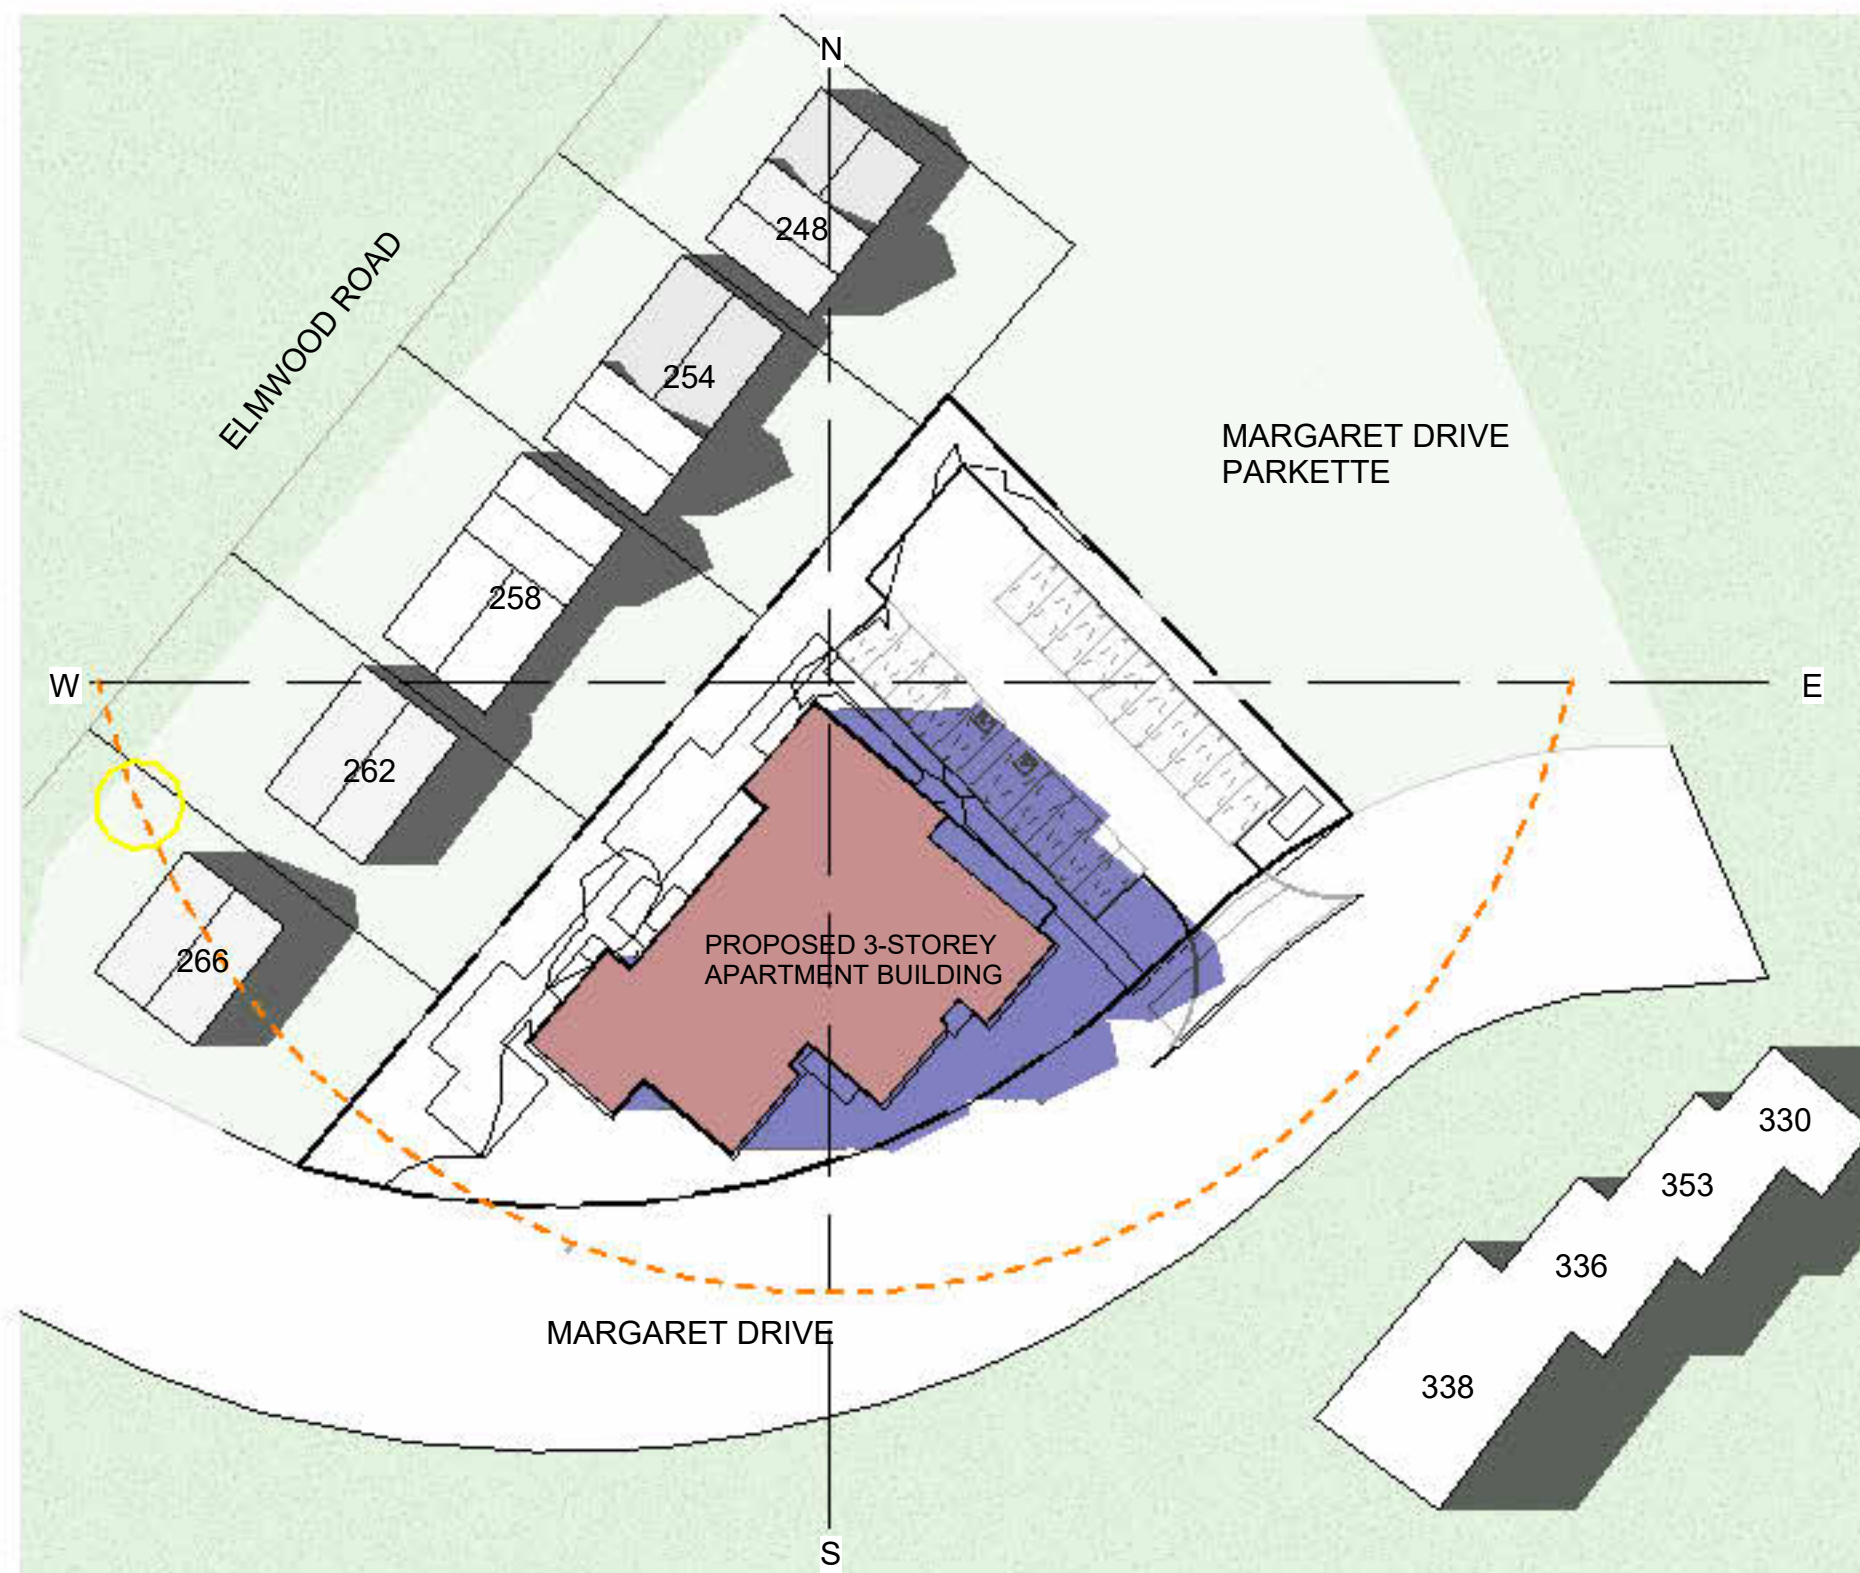 N
248
ELMWOOD ROAD
254
MARGARET DRIVE
PARKETTE
258
W
E
262
PROPOSED 3-STOREY
APARTMENT BUILDING
266
330
353
336
MARGARET DRIVE
338
S